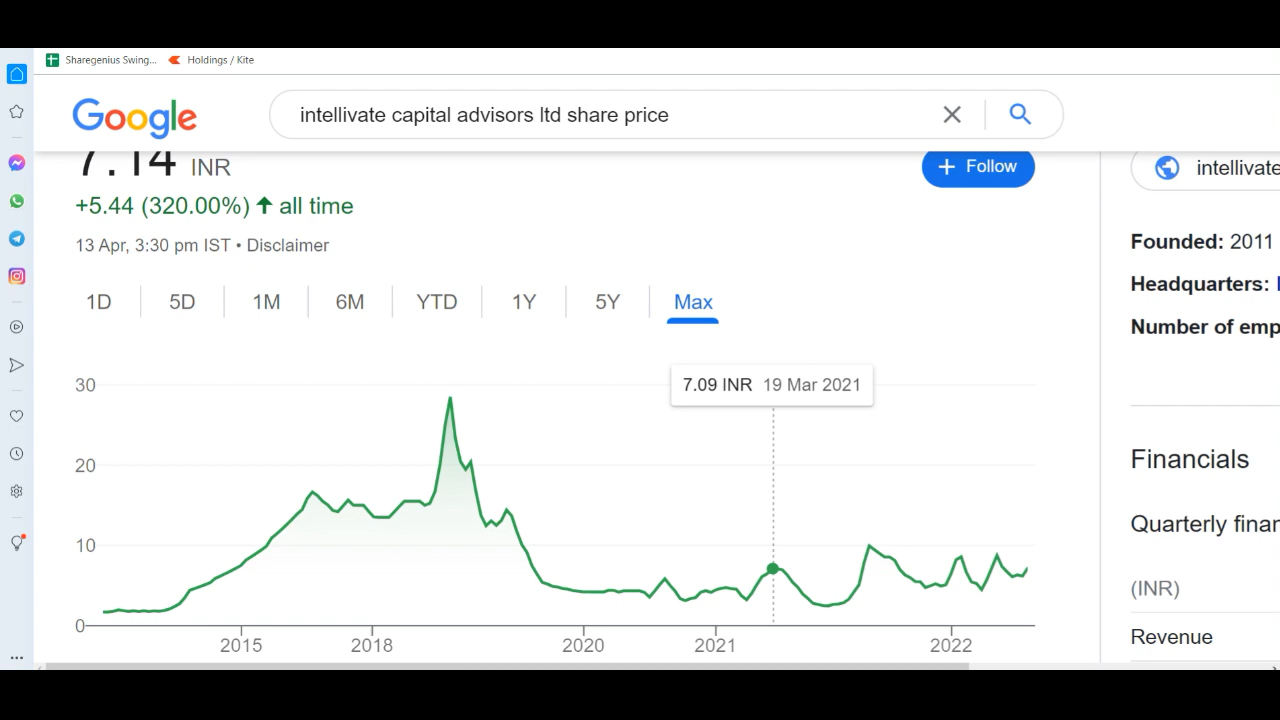 Sharegenius Swing... Holdings / Kite
Google intellivate capital advisors ltd share price
7.14 INR
+ Follow
intellivate
+5.44 (320.00%) ↑ all time
13 Apr, 3:30 pm IST • Disclaimer
1D 5D 1M 6M YTD 1Y 5Y Max
7.09 INR 19 Mar 2021
30
20
10
0
2015 2018 2020 2021 2022
Founded: 2011
Headquarters:
Number of emp
Financials
Quarterly finan
(INR)
Revenue